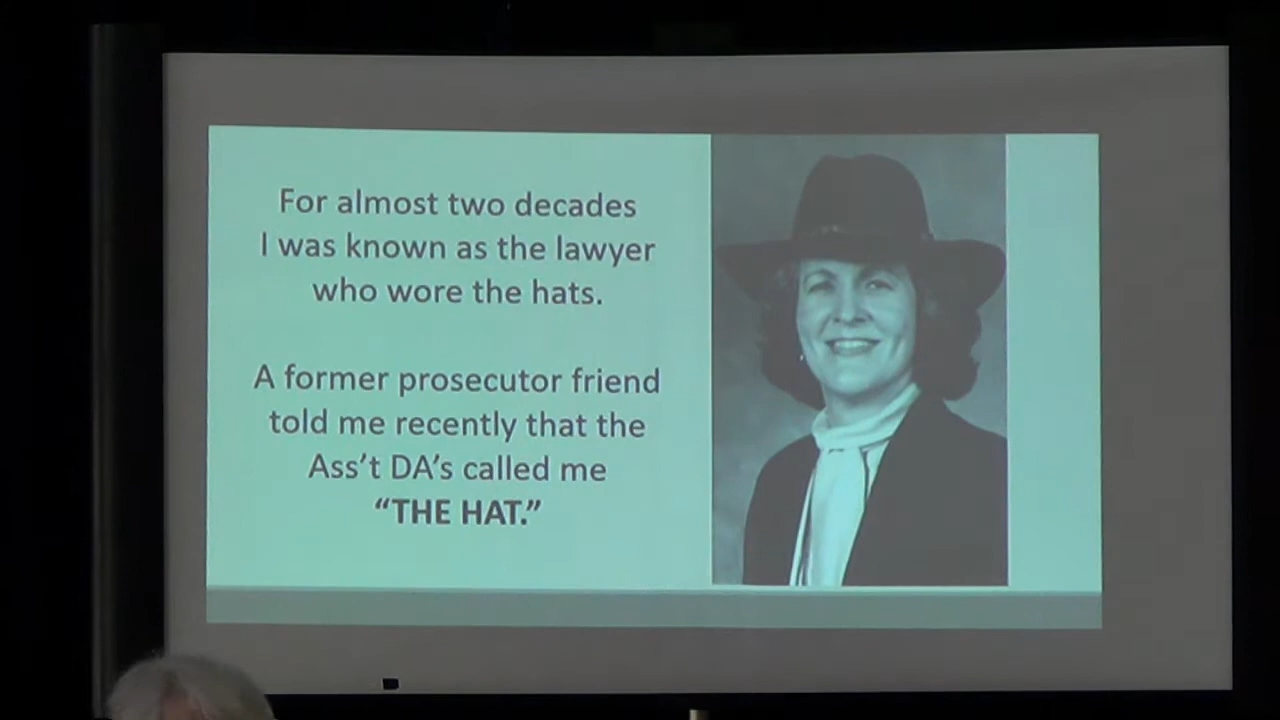 For almost two decades
I was known as the lawyer
who wore the hats.
A former prosecutor friend
told me recently that the
Ass’t DA’s called me
“THE HAT.”